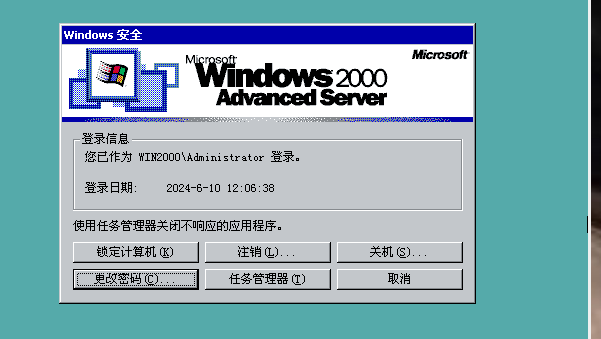 Windows 安全
Microsoft
Microsoft
Windows 2000
Advanced Server
登录信息
您已作为 WIN2000\Administrator 登录。
登录日期: 2024-6-10 12:06:38
使用任务管理器关闭不响应的应用程序。
锁定计算机(K) 注销(L)... 关机(S)...
更改密码(C)... 任务管理器(T) 取消